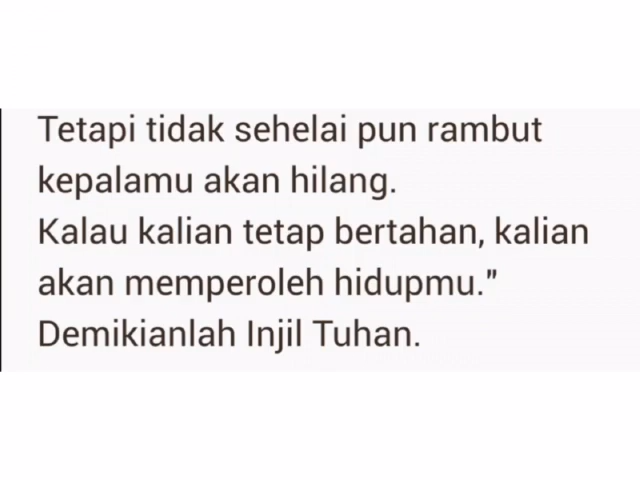 Tetapi tidak sehelai pun rambut
kepalamu akan hilang.
Kalau kalian tetap bertahan, kalian
akan memperoleh hidupmu."
Demikianlah Injil Tuhan.